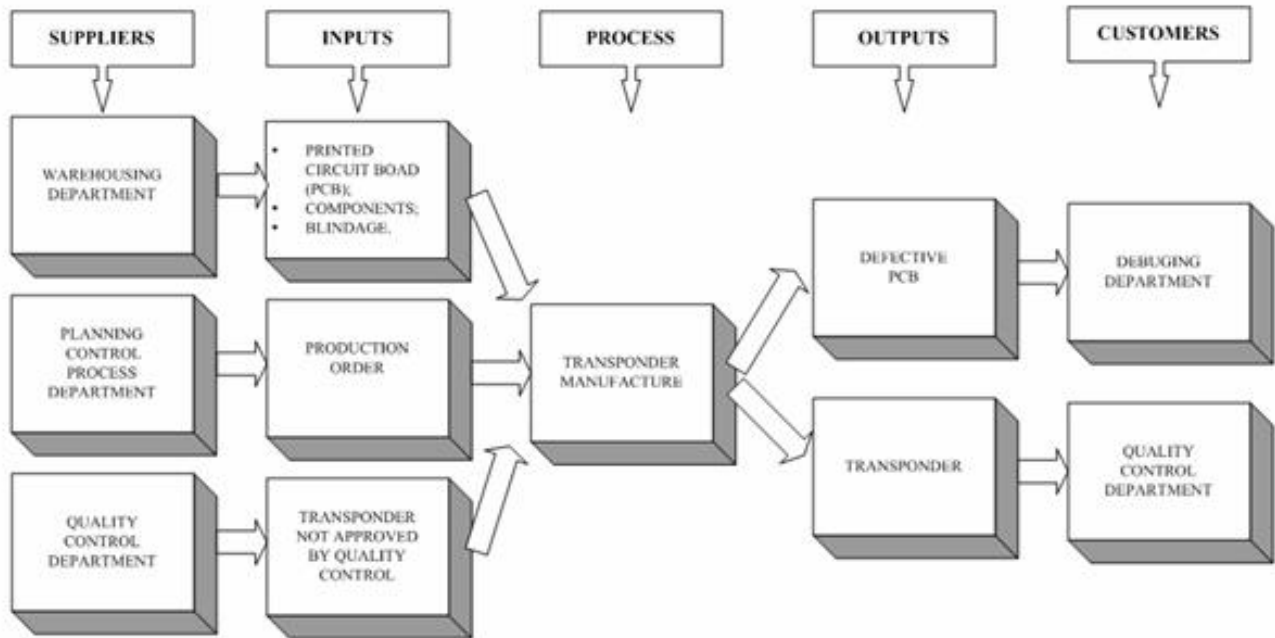 SUPPLIERS
INPUTS
PROCESS
OUTPUTS
CUSTOMERS
WAREHOUSING
DEPARTMENT
• PRINTED
CIRCUIT BOAD
(PCB);
• COMPONENTS;
• BLINDAGE.
PLANNING
CONTROL
PROCESS
DEPARTMENT
PRODUCTION
ORDER
QUALITY
CONTROL
DEPARTMENT
TRANSPONDER
NOT APPROVED
BY QUALITY
CONTROL
TRANSPONDER
MANUFACTURE
DEFECTIVE
PCB
DEBUGING
DEPARTMENT
TRANSPONDER
QUALITY
CONTROL
DEPARTMENT